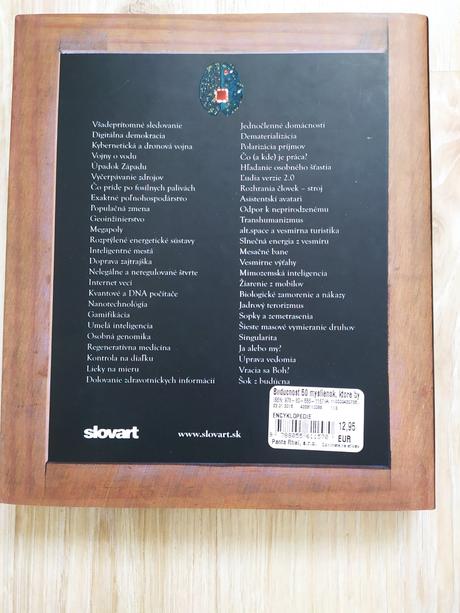 Všadeprítomné sledovanie
Digitálna demokracia
Kybernetická a dronová vojna
Vojny o vodu
Úpadok Západu
Vyčerpávanie zdrojov
Čo príde po fosílnych palivách
Exaktné poľnohospodárstvo
Populačná zmena
Geoinžinierstvo
Megapoly
Rozptýlené energetické sústavy
Inteligentné mestá
Doprava zajtrajška
Nelegálne a neregulované štvrte
Internet vecí
Kvantové a DNA počítače
Nanotechnológia
Gamifikácia
Umelá inteligencia
Osobná genomika
Regeneratívna medicína
Kontrola na diaľku
Lieky na mieru
Dolovanie zdravotníckych informácií
Jednočlenné domácnosti
Dematerializácia
Polarizácia príjmov
Čo (a kde) je práca?
Hľadanie osobného šťastia
Ľudia verzie 2.0
Rozhrania človek – stroj
Asistenskí avatari
Odpor k neprirodzenému
Transhumanizmus
alt.space a vesmírna turistika
Slnečná energia z vesmíru
Mesačné bane
Vesmírne výťahy
Mimozemská inteligencia
Žiarenie z mobilov
Biologické zamorenie a nákazy
Jadrový terorizmus
Sopky a zemetrasenia
Šieste masové vymieranie druhov
Singularita
Ja alebo my?
Úprava vedomia
Vracia sa Boh?
Šok z budúcna
slovart
www.slovart.sk
Budúcnosť 50 myšlienok, ktoré by
ENCYKLOPÉDIE
12,95
EUR
Panta Rhei, s.r.o.